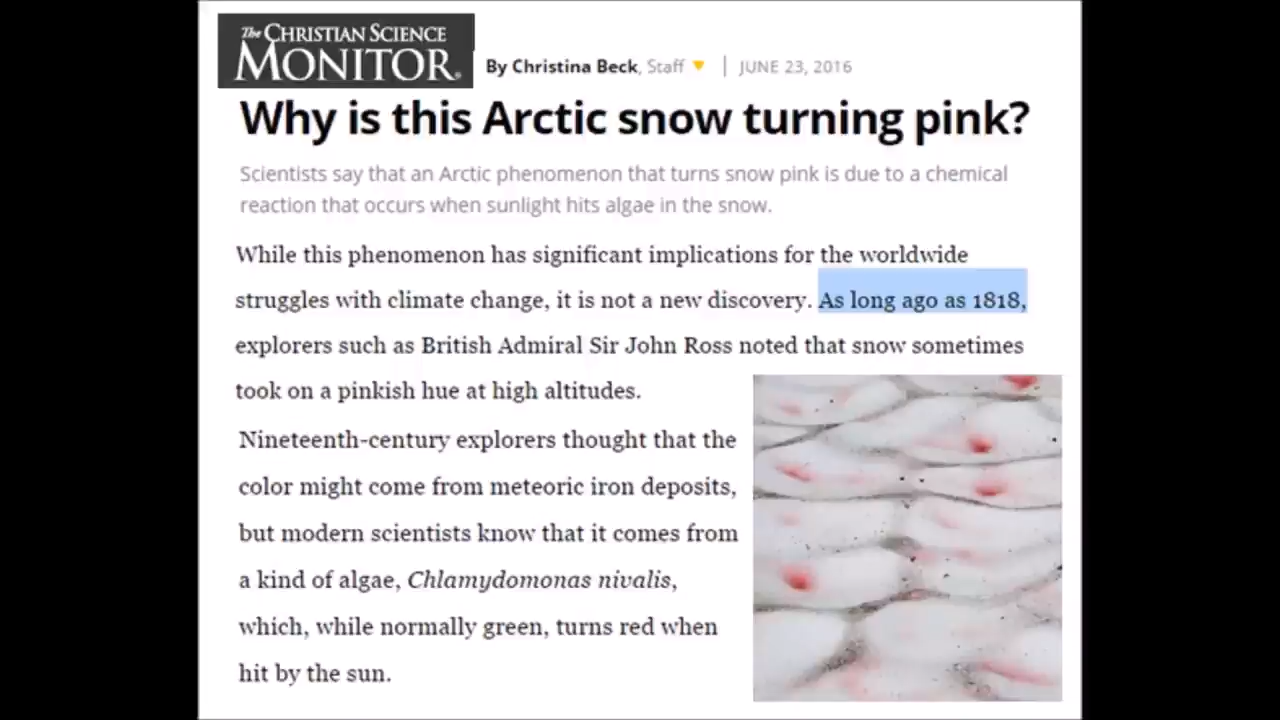 The CHRISTIAN SCIENCE
MONITOR®
By Christina Beck, Staff | JUNE 23, 2016
Why is this Arctic snow turning pink?
Scientists say that an Arctic phenomenon that turns snow pink is due to a chemical
reaction that occurs when sunlight hits algae in the snow.
While this phenomenon has significant implications for the worldwide
struggles with climate change, it is not a new discovery. As long ago as 1818,
explorers such as British Admiral Sir John Ross noted that snow sometimes
took on a pinkish hue at high altitudes.
Nineteenth-century explorers thought that the
color might come from meteoric iron deposits,
but modern scientists know that it comes from
a kind of algae, Chlamydomonas nivalis,
which, while normally green, turns red when
hit by the sun.